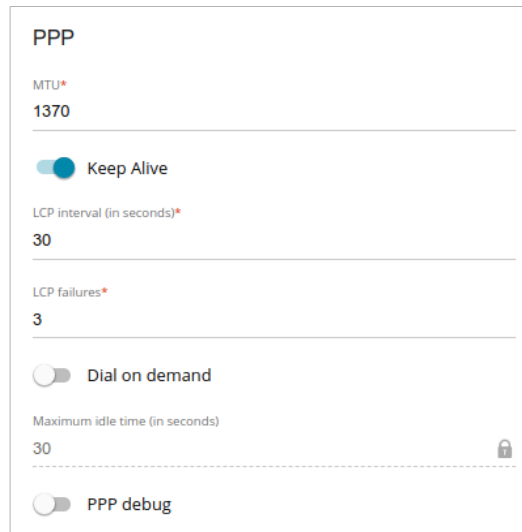 PPP
MTU*
1370
Keep Alive
LCP interval (in seconds)*
30
LCP failures*
3
Dial on demand
Maximum idle time (in seconds)
30
PPP debug